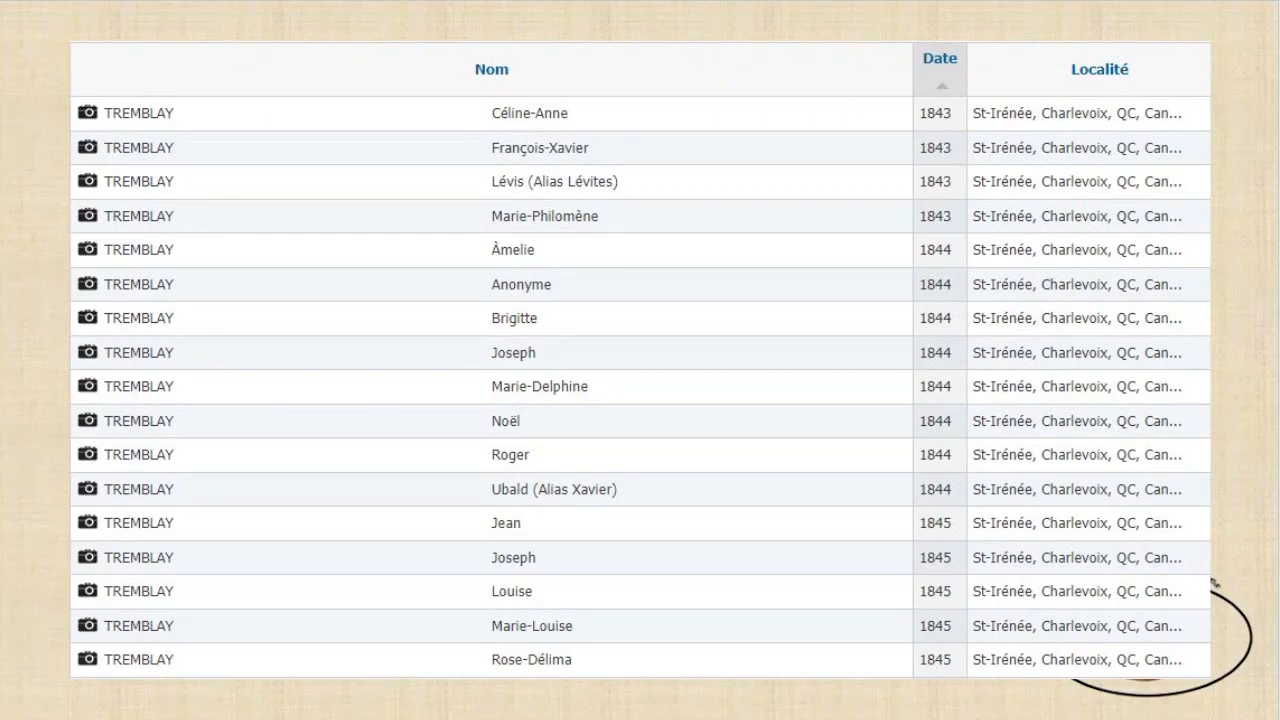 Nom Date Localité
TREMBLAY Céline-Anne 1843 St-Irénée, Charlevoix, QC, Can...
TREMBLAY François-Xavier 1843 St-Irénée, Charlevoix, QC, Can...
TREMBLAY Lévis (Alias Lévites) 1843 St-Irénée, Charlevoix, QC, Can...
TREMBLAY Marie-Philomène 1843 St-Irénée, Charlevoix, QC, Can...
TREMBLAY Àmelie 1844 St-Irénée, Charlevoix, QC, Can...
TREMBLAY Anonyme 1844 St-Irénée, Charlevoix, QC, Can...
TREMBLAY Brigitte 1844 St-Irénée, Charlevoix, QC, Can...
TREMBLAY Joseph 1844 St-Irénée, Charlevoix, QC, Can...
TREMBLAY Marie-Delphine 1844 St-Irénée, Charlevoix, QC, Can...
TREMBLAY Noël 1844 St-Irénée, Charlevoix, QC, Can...
TREMBLAY Roger 1844 St-Irénée, Charlevoix, QC, Can...
TREMBLAY Ubald (Alias Xavier) 1844 St-Irénée, Charlevoix, QC, Can...
TREMBLAY Jean 1845 St-Irénée, Charlevoix, QC, Can...
TREMBLAY Joseph 1845 St-Irénée, Charlevoix, QC, Can...
TREMBLAY Louise 1845 St-Irénée, Charlevoix, QC, Can...
TREMBLAY Marie-Louise 1845 St-Irénée, Charlevoix, QC, Can...
TREMBLAY Rose-Délima 1845 St-Irénée, Charlevoix, QC, Can...